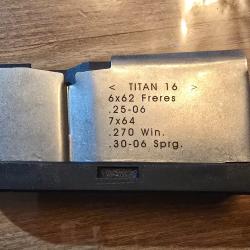 < TITAN 16 >
6x62 Freres
.25-06
7x64
.270 Win.
.30-06 Sprg.